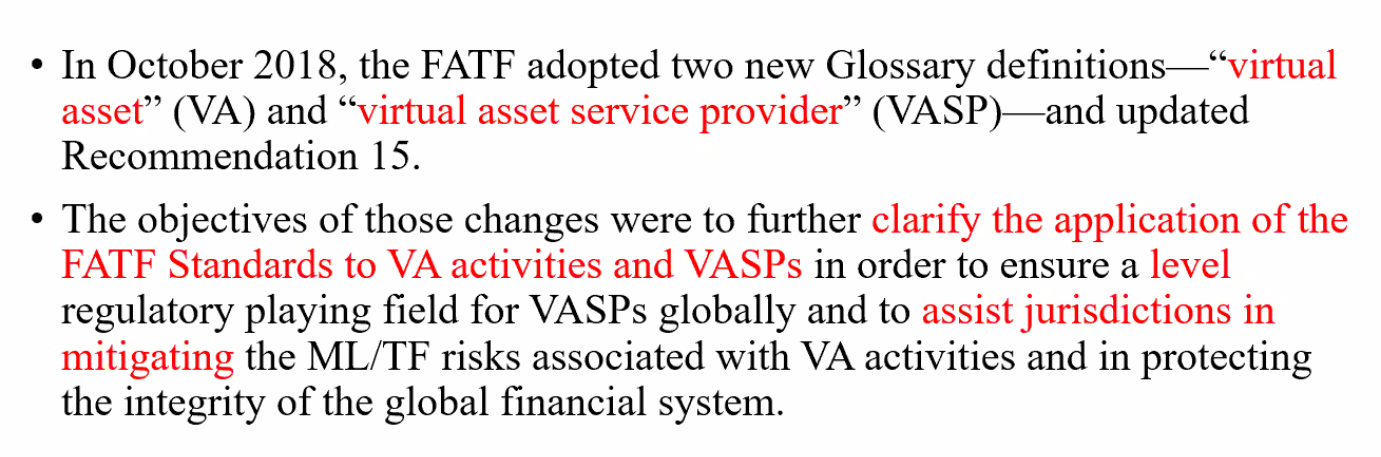 • In October 2018, the FATF adopted two new Glossary definitions—“virtual
asset” (VA) and “virtual asset service provider” (VASP)—and updated
Recommendation 15.
• The objectives of those changes were to further clarify the application of the
FATF Standards to VA activities and VASPs in order to ensure a level
regulatory playing field for VASPs globally and to assist jurisdictions in
mitigating the ML/TF risks associated with VA activities and in protecting
the integrity of the global financial system.